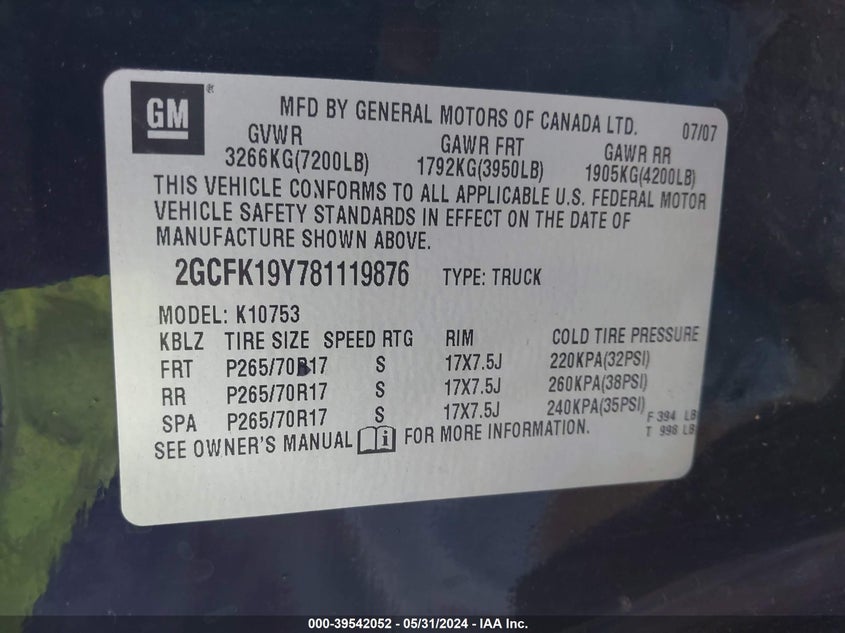 GM ®
MFD BY GENERAL MOTORS OF CANADA LTD. 07/07
GVWR GAWR FRT GAWR RR
3266KG(7200LB) 1792KG(3950LB) 1905KG(4200LB)
THIS VEHICLE CONFORMS TO ALL APPLICABLE U.S. FEDERAL MOTOR
VEHICLE SAFETY STANDARDS IN EFFECT ON THE DATE OF
MANUFACTURE SHOWN ABOVE.
2GCFK19Y781119876 TYPE: TRUCK
MODEL: K10753
KBLZ TIRE SIZE SPEED RTG RIM COLD TIRE PRESSURE
FRT P265/70R17 S 17X7.5J 220KPA(32PSI)
RR P265/70R17 S 17X7.5J 260KPA(38PSI)
SPA P265/70R17 S 17X7.5J 240KPA(35PSI) F 394 LB
T 998 LB
SEE OWNER'S MANUAL i FOR MORE INFORMATION.
000-39542052 - 05/31/2024 - IAA Inc.